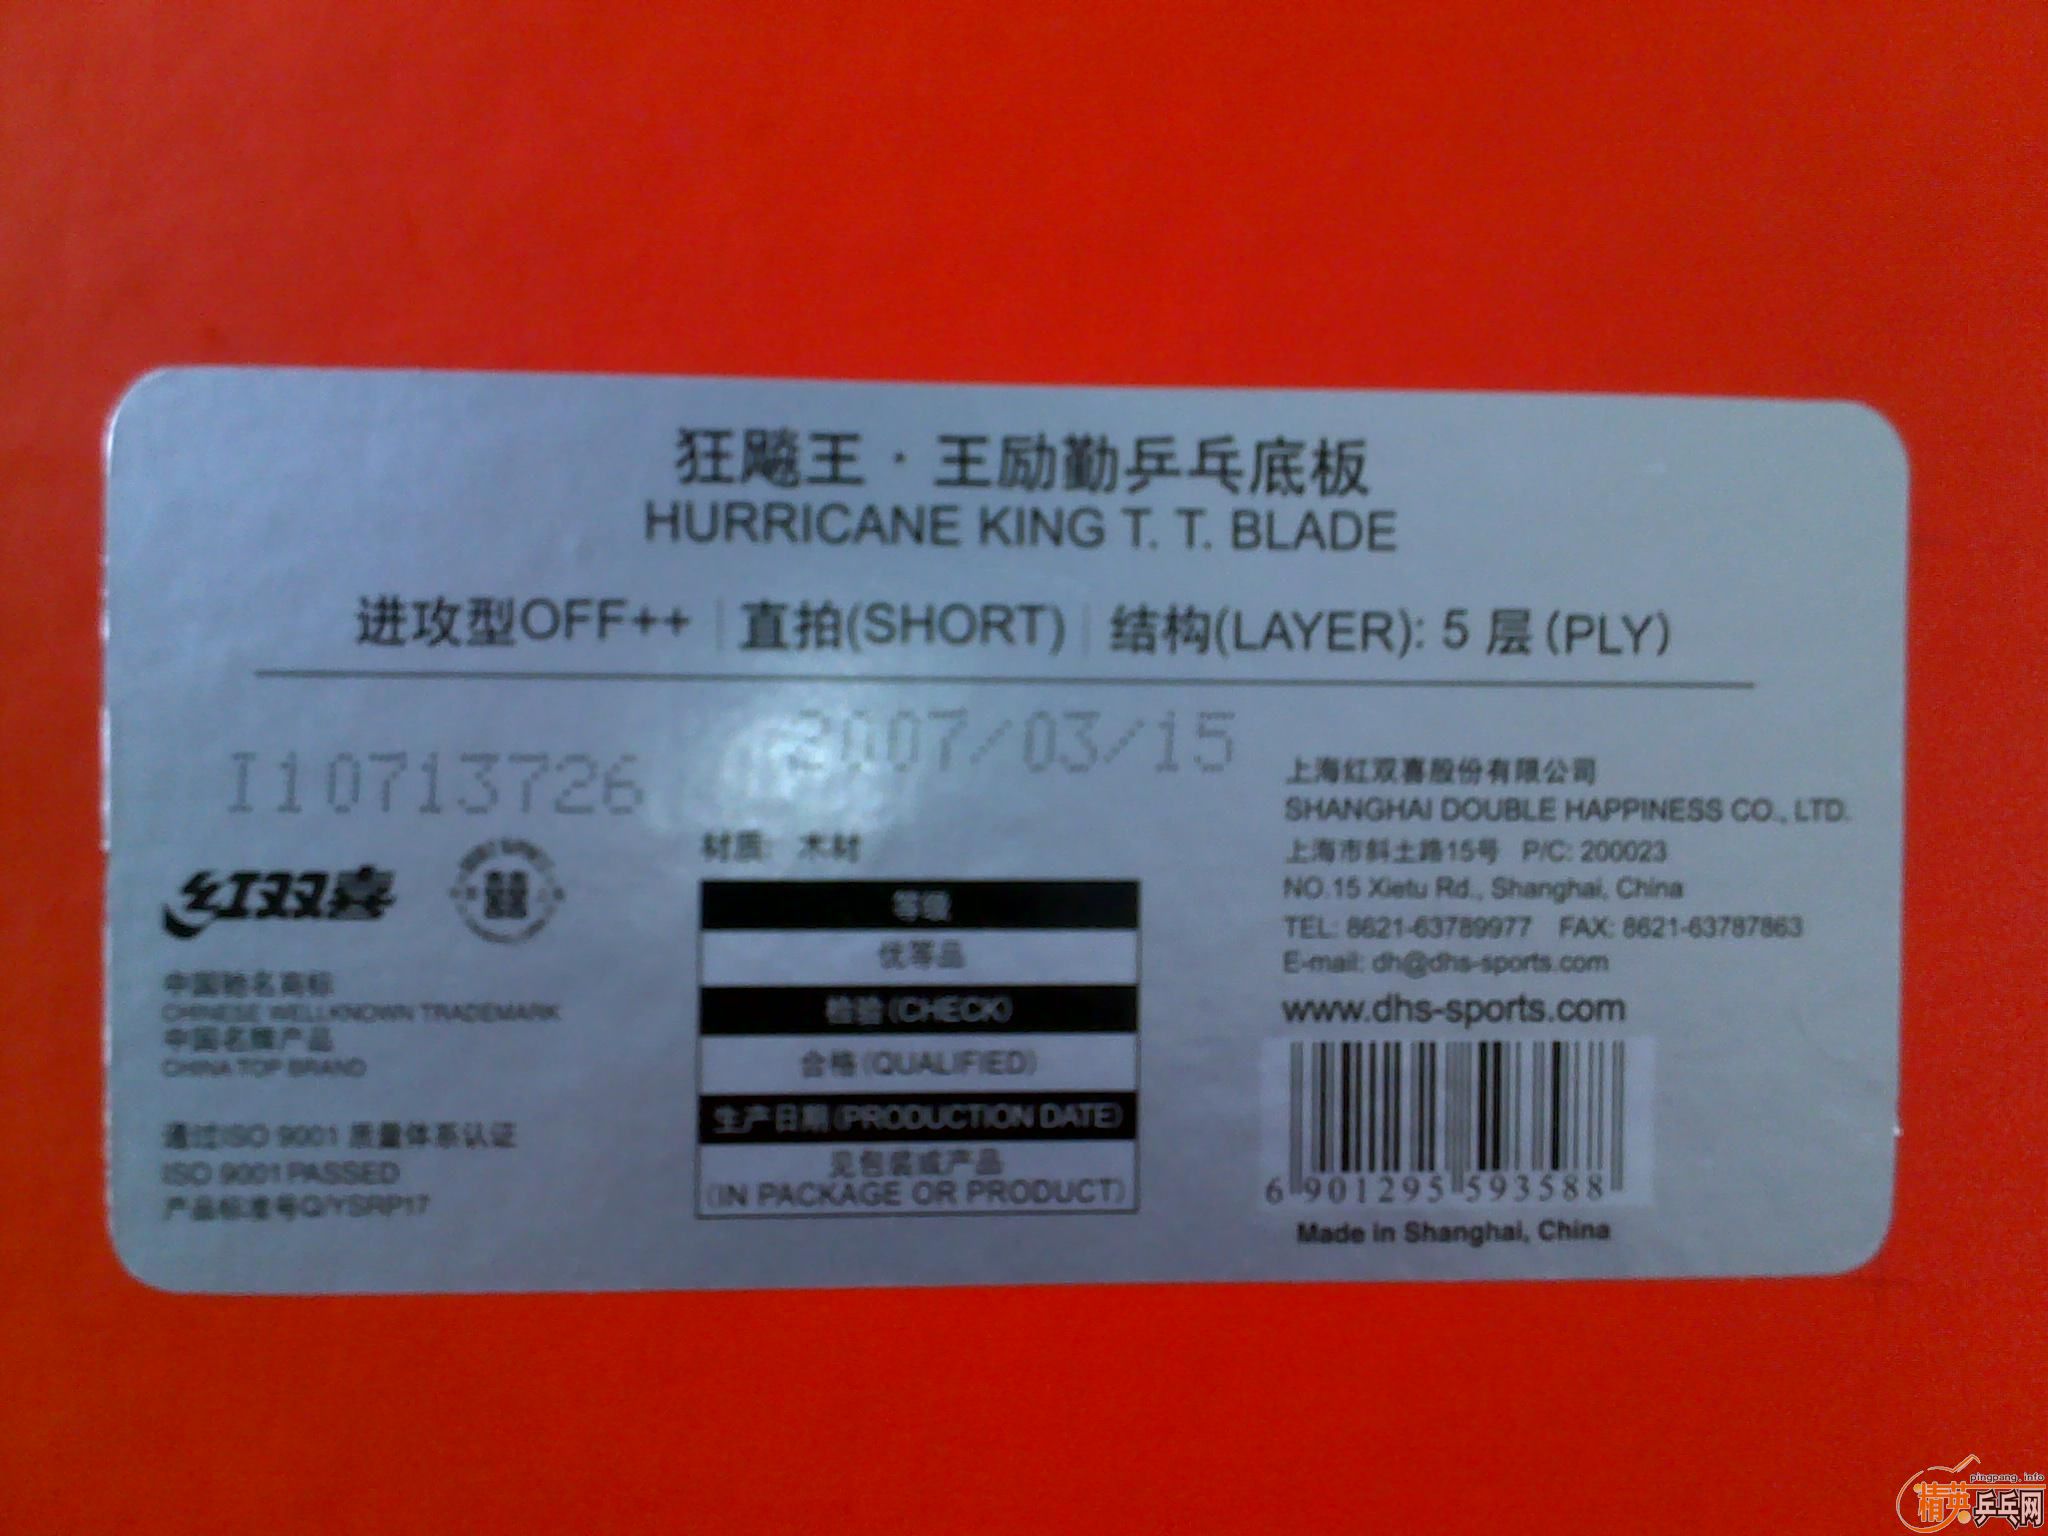 狂飚王·王励勤乒乓底板
HURRICANE KING T. T. BLADE
进攻型OFF++ 直拍(SHORT) 结构(LAYER): 5 层(PLY)
I10713726
2007/03/15
红双喜
中国驰名商标
CHINESE WELLKNOWN TRADEMARK
中国名牌产品
CHINA TOP BRAND
通过ISO 9001 质量体系认证
ISO 9001 PASSED
产品标准号Q/YSRP17
材质: 木材
等级
优等品
检验(CHECK)
合格(QUALIFIED)
生产日期(PRODUCTION DATE)
见包装或产品
(IN PACKAGE OR PRODUCT)
上海红双喜股份有限公司
SHANGHAI DOUBLE HAPPINESS CO., LTD.
上海市斜土路15号 P/C: 200023
NO.15 Xietu Rd., Shanghai, China
TEL: 8621-63789977 FAX: 8621-63787863
E-mail: dh@dhs-sports.com
www.dhs-sports.com
6 901295 593588
Made in Shanghai, China
pingpang.info
精英乒乓网